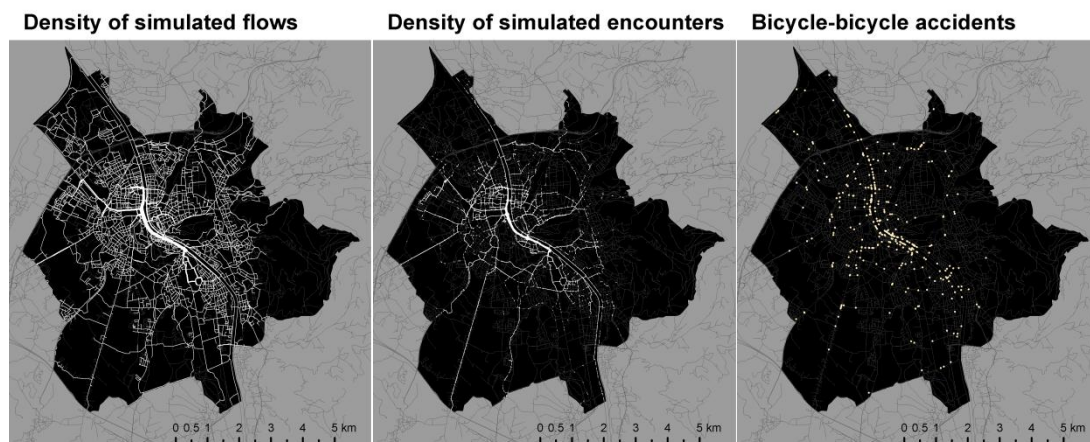 Density of simulated flows
Density of simulated encounters
Bicycle-bicycle accidents
0 0.5 1 2 3 4 5 km
0 0.5 1 2 3 4 5 km
0 0.5 1 2 3 4 5 km